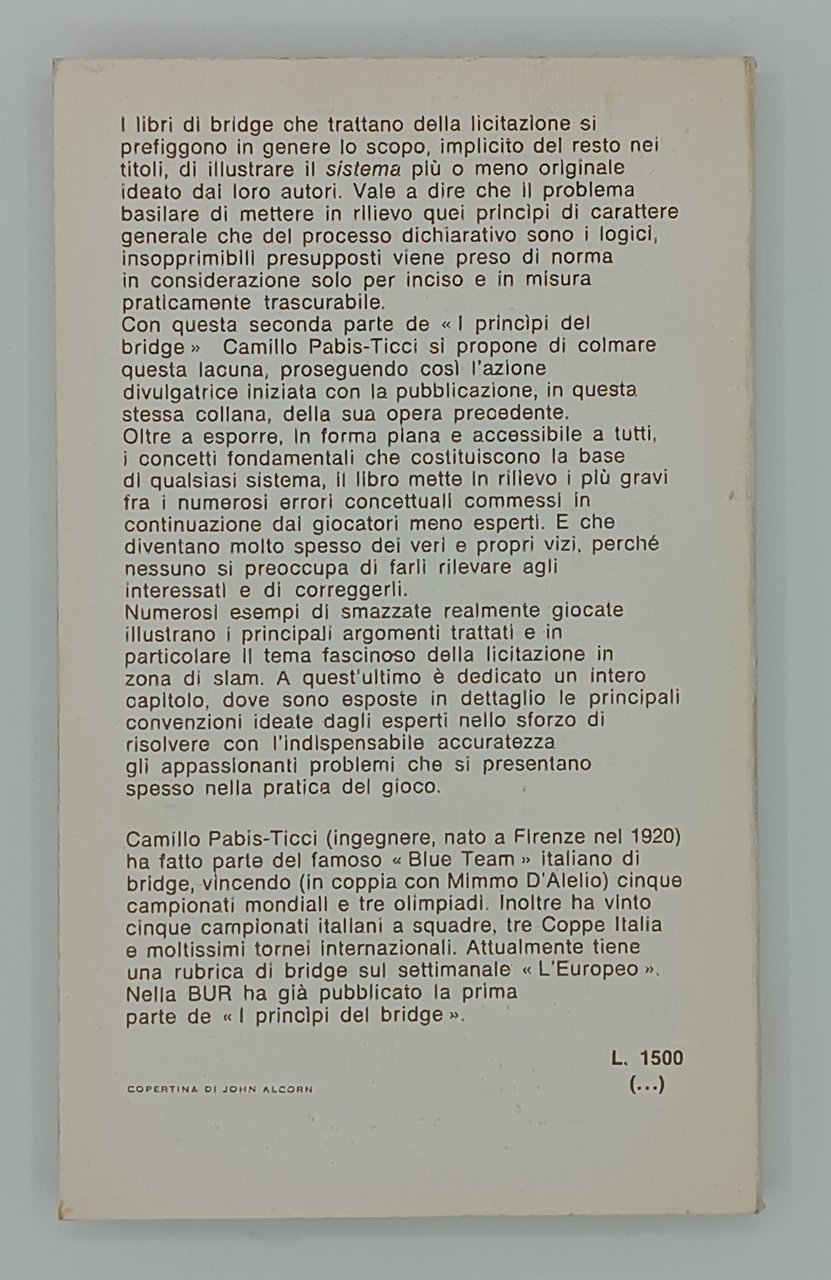 I libri di bridge che trattano della licitazione si
prefiggono in genere lo scopo, implicito del resto nei
titoli, di illustrare il sistema più o meno originale
ideato dai loro autori. Vale a dire che il problema
basilare di mettere in rilievo quei princìpi di carattere
generale che del processo dichiarativo sono i logici,
insopprimibili presupposti viene preso di norma
in considerazione solo per inciso e in misura
praticamente trascurabile.
Con questa seconda parte de « I princìpi del
bridge » Camillo Pabis-Ticci si propone di colmare
questa lacuna, proseguendo così l'azione
divulgatrice iniziata con la pubblicazione, in questa
stessa collana, della sua opera precedente.
Oltre a esporre, in forma piana e accessibile a tutti,
i concetti fondamentali che costituiscono la base
di qualsiasi sistema, il libro mette in rilievo i più gravi
fra i numerosi errori concettuali commessi in
continuazione dai giocatori meno esperti. E che
diventano molto spesso dei veri e propri vizi, perché
nessuno si preoccupa di farli rilevare agli
interessati e di correggerli.
Numerosi esempi di smazzate realmente giocate
illustrano i principali argomenti trattati e in
particolare il tema fascinoso della licitazione in
zona di slam. A quest'ultimo è dedicato un intero
capitolo, dove sono esposte in dettaglio le principali
convenzioni ideate dagli esperti nello sforzo di
risolvere con l'indispensabile accuratezza
gli appassionanti problemi che si presentano
spesso nella pratica del gioco.
Camillo Pabis-Ticci (ingegnere, nato a Firenze nel 1920)
ha fatto parte del famoso « Blue Team » italiano di
bridge, vincendo (in coppia con Mimmo D'Alelio) cinque
campionati mondiali e tre olimpiadi. Inoltre ha vinto
cinque campionati italiani a squadre, tre Coppe Italia
e moltissimi tornei internazionali. Attualmente tiene
una rubrica di bridge sul settimanale « L'Europeo ».
Nella BUR ha già pubblicato la prima
parte de « I princìpi del bridge ».
L. 1500
(...)
COPERTINA DI JOHN ALCORN